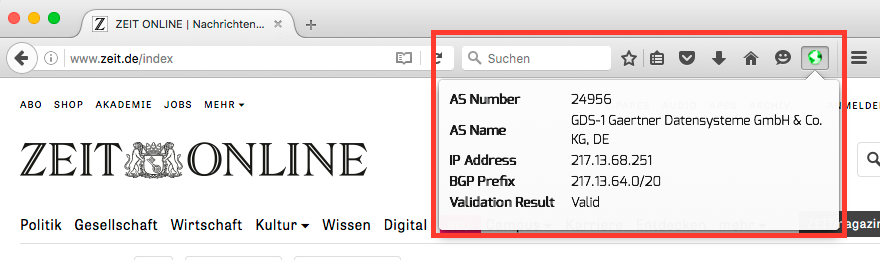 ZEIT ONLINE | Nachrichten...
www.zeit.de/index
Suchen
ABO SHOP AKADEMIE JOBS MEHR
ZEIT ONLINE
AS Number 24956
AS Name GDS-1 Gaertner Datensysteme GmbH & Co.
KG, DE
IP Address 217.13.68.251
BGP Prefix 217.13.64.0/20
Validation Result Valid
Politik Gesellschaft Wirtschaft Kultur Wissen Digital